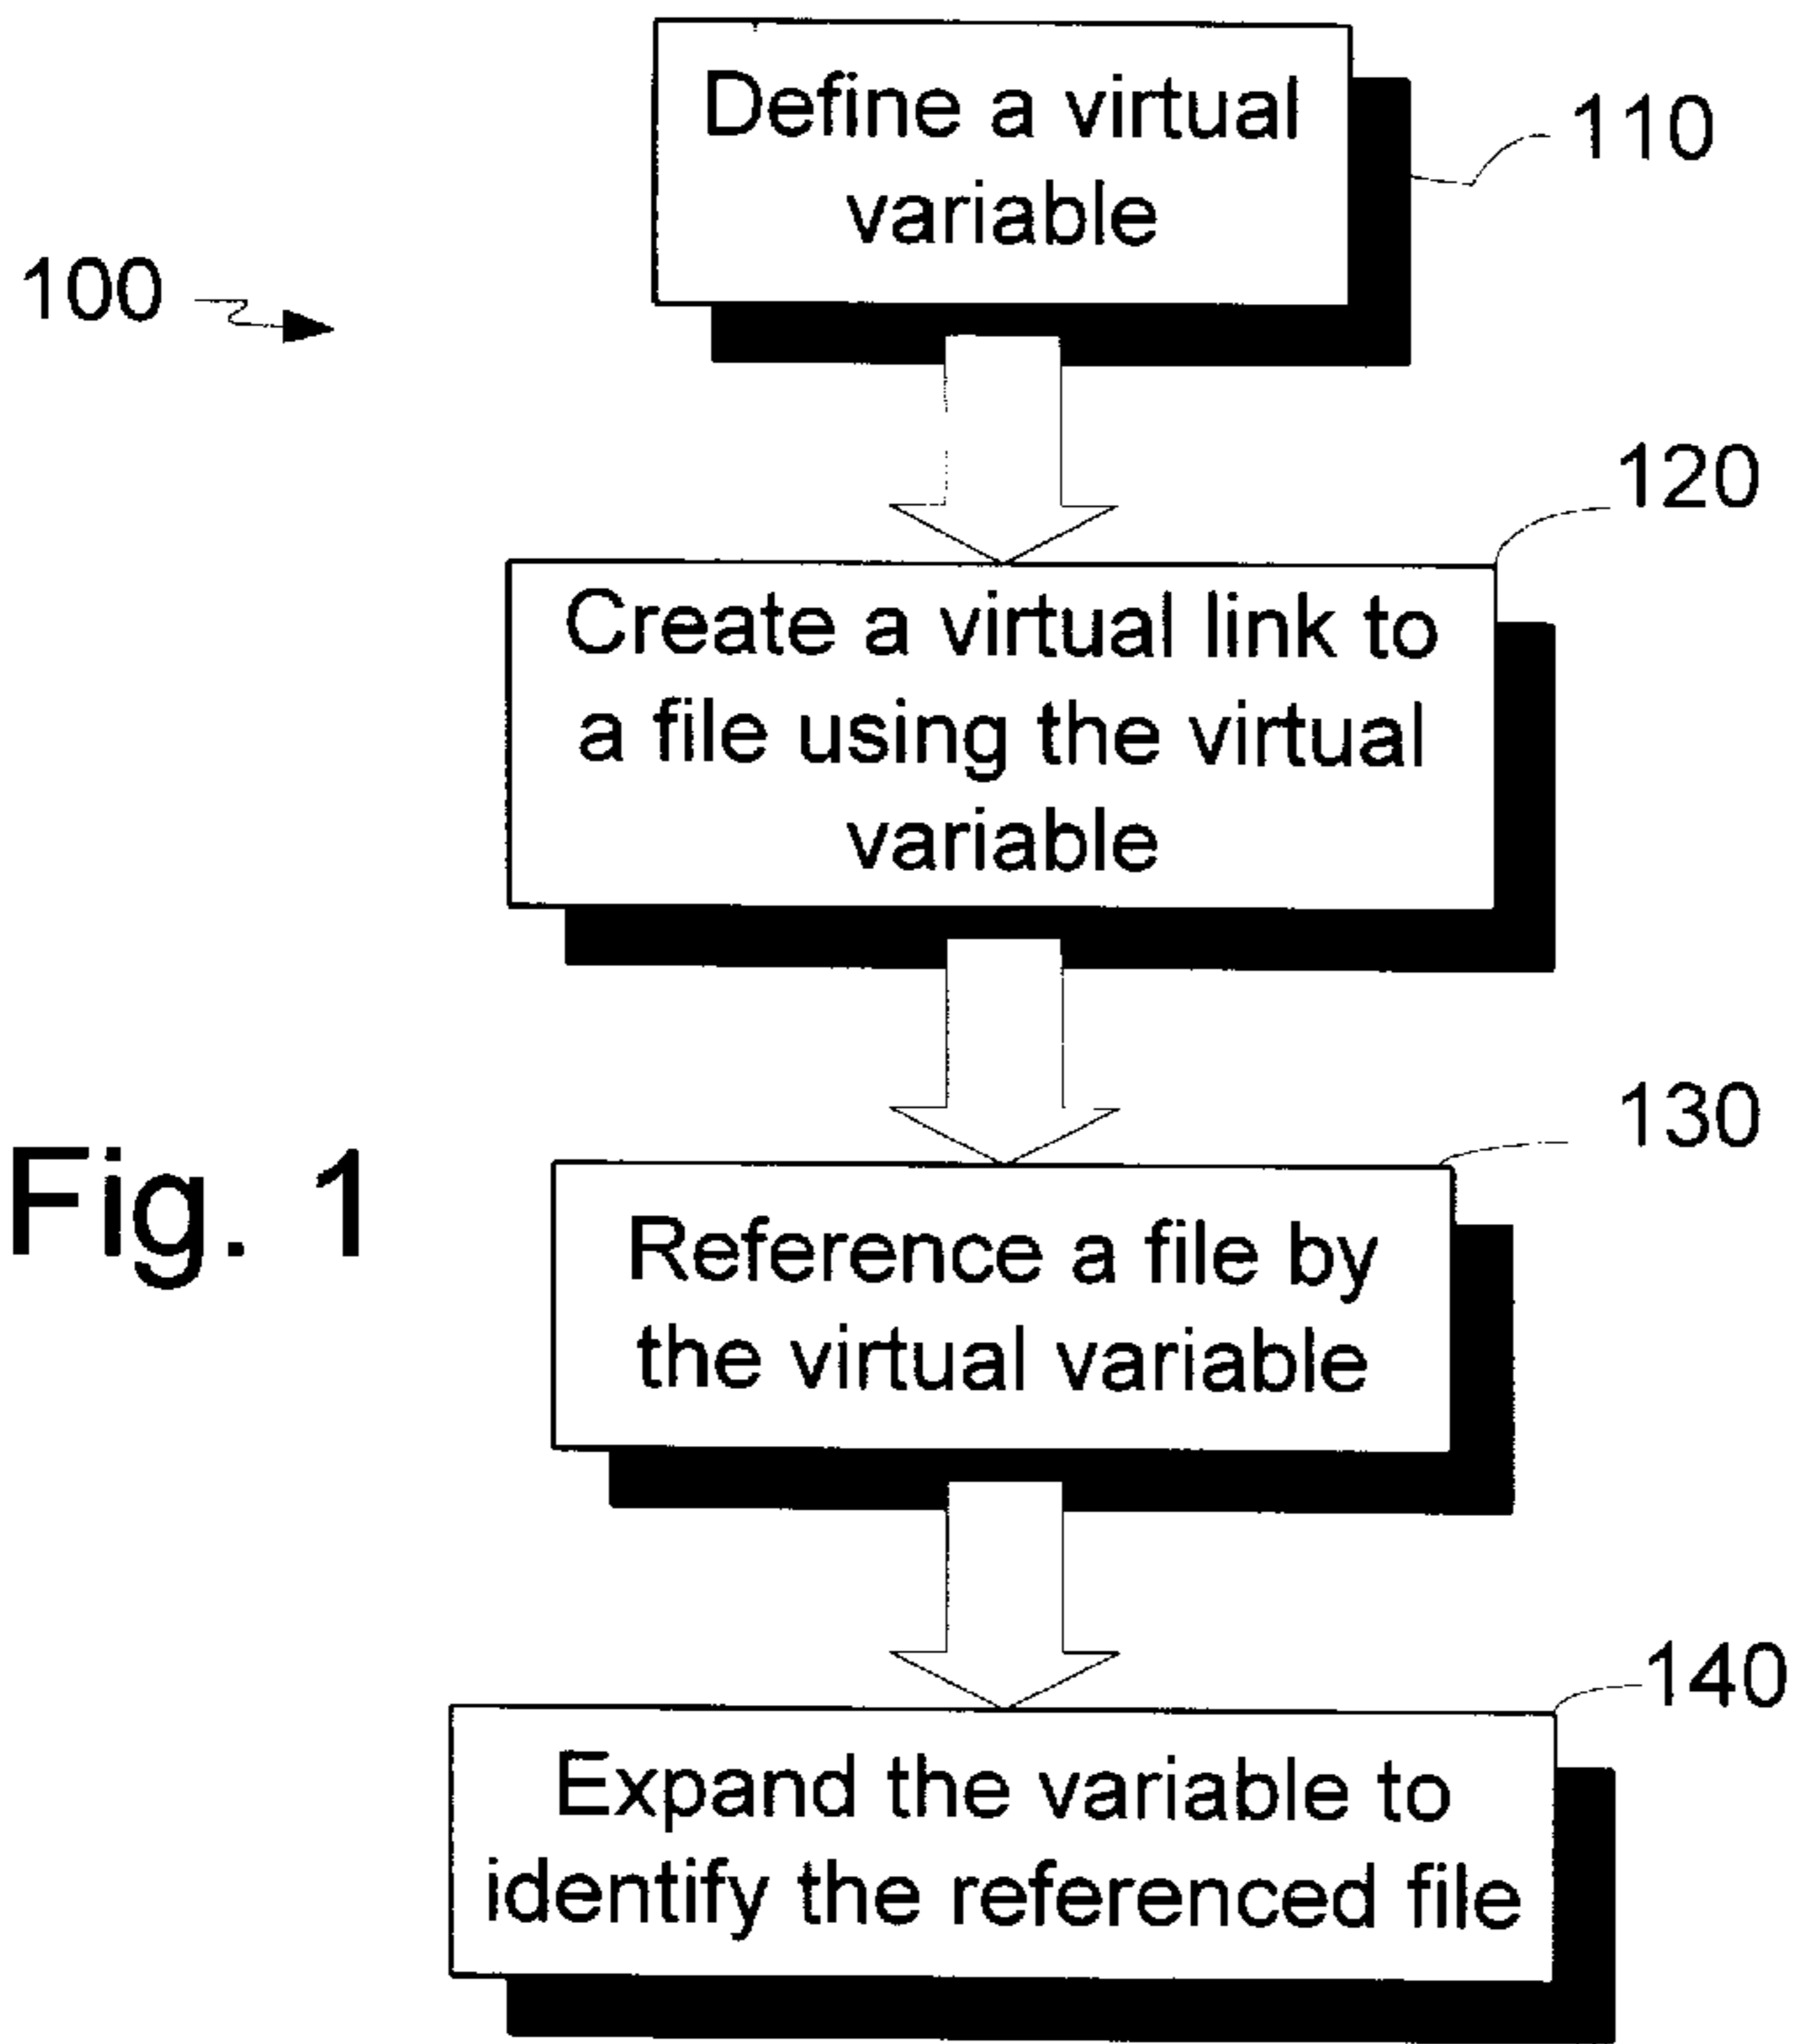 Define a virtual
variable
110
100
120
Create a virtual link to
a file using the virtual
variable
130
Fig. 1
Reference a file by
the virtual variable
140
Expand the variable to
identify the referenced file